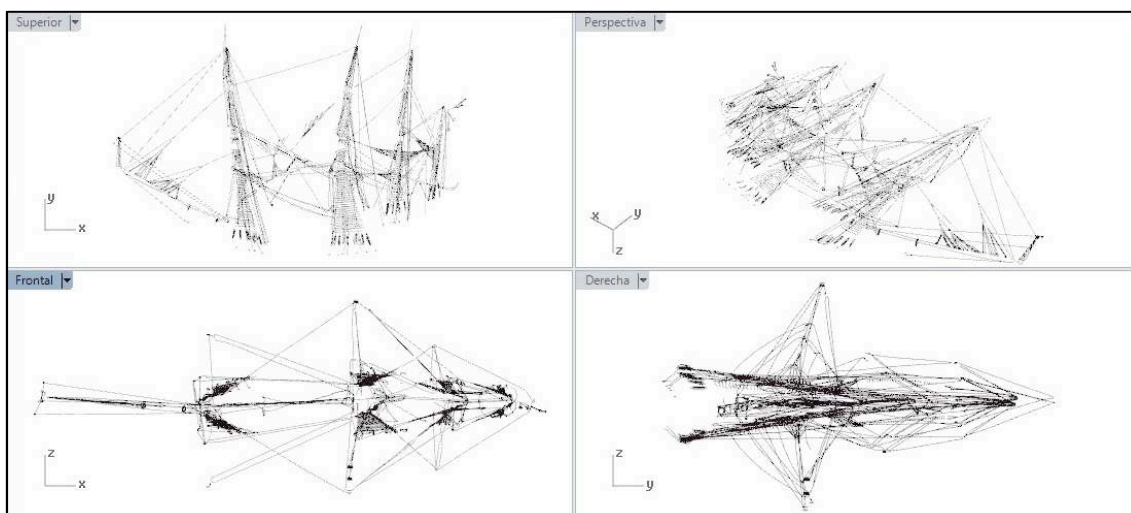 Superior
Perspectiva
y
x
x
y
z
Frontal
Derecha
z
x
z
y